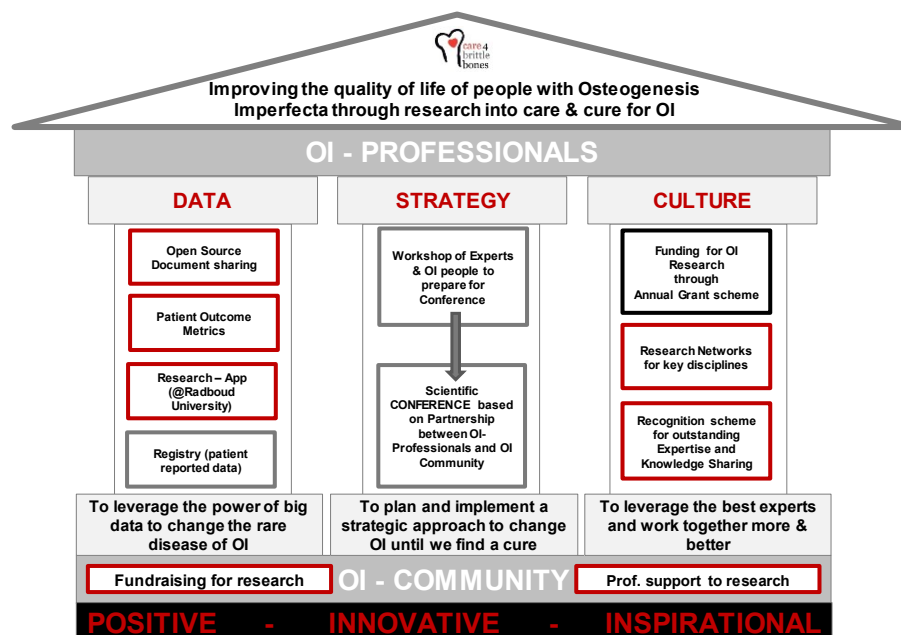 care 4
brittle
bones
Improving the quality of life of people with Osteogenesis
Imperfecta through research into care & cure for OI
OI - PROFESSIONALS
DATA
STRATEGY
CULTURE
Open Source
Document sharing
Patient Outcome
Metrics
Research – App
(@Radboud
University)
Registry (patient
reported data)
Workshop of Experts
& OI people to
prepare for
Conference
Scientific
CONFERENCE based
on Partnership
between OI-
Professionals and OI
Community
Funding for OI
Research
through
Annual Grant scheme
Research Networks
for key disciplines
Recognition scheme
for outstanding
Expertise and
Knowledge Sharing
To leverage the power of big
data to change the rare
disease of OI
To plan and implement a
strategic approach to change
OI until we find a cure
To leverage the best experts
and work together more &
better
Fundraising for research
OI - COMMUNITY
Prof. support to research
POSITIVE - INNOVATIVE - INSPIRATIONAL